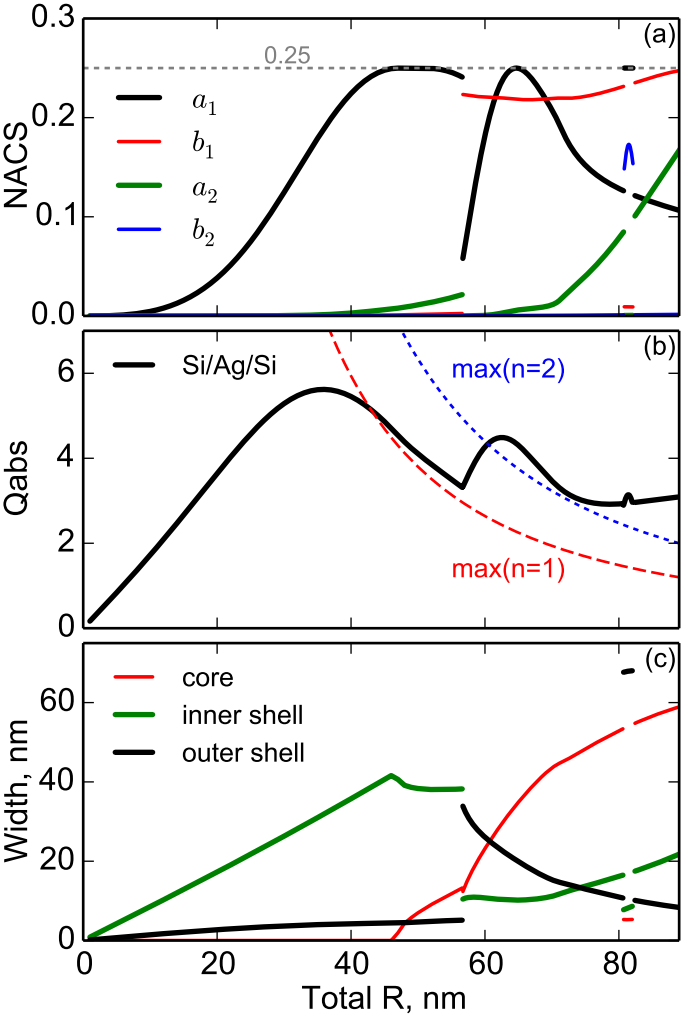 0.3
(a)
0.25
0.2
a1
b1
NACS
a2
0.1
b2
0.0
(b)
6
Si/Ag/Si
max(n=2)
Qabs
4
2
max(n=1)
0
(c)
core
60
inner shell
outer shell
Width, nm
40
20
0
0 20 40 60 80
Total R, nm